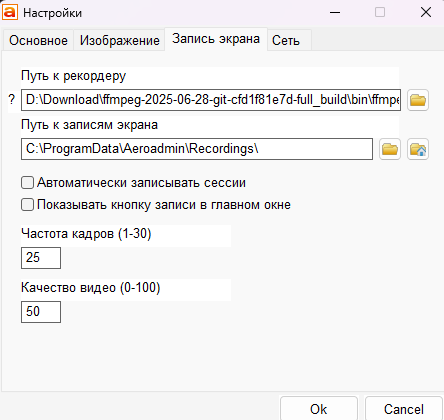 Настройки
Основное Изображение Запись экрана Сеть
Путь к рекордеру
? D:\Download\ffmpeg-2025-06-28-git-cfd1f81e7d-full_build\bin\ffmpe
Путь к записям экрана
C:\ProgramData\Aeroadmin\Recordings\
Автоматически записывать сессии
Показывать кнопку записи в главном окне
Частота кадров (1-30)
25
Качество видео (0-100)
50
Ok Cancel